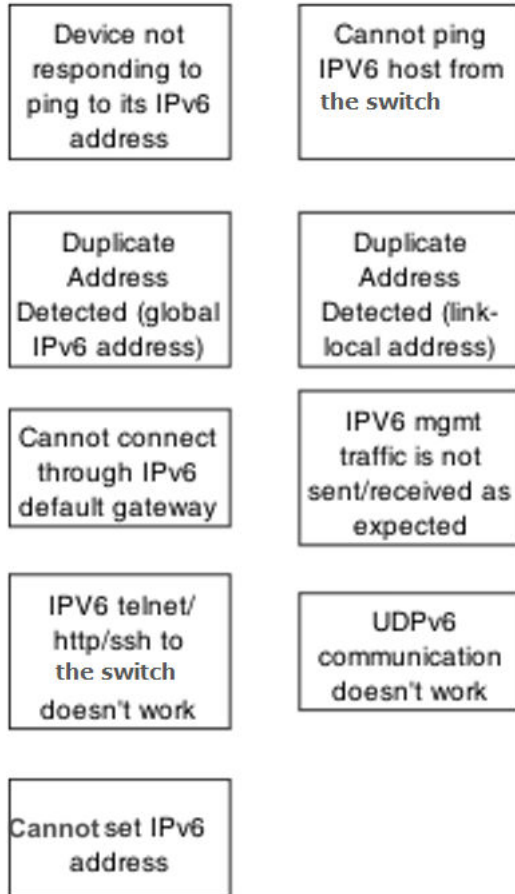 Device not
responding to
ping to its IPv6
address
Cannot ping
IPV6 host from
the switch
Duplicate
Address
Detected (global
IPv6 address)
Duplicate
Address
Detected (link-
local address)
Cannot connect
through IPv6
default gateway
IPV6 mgmt
traffic is not
sent/received as
expected
IPV6 telnet/
http/ssh to
the switch
doesn't work
UDPv6
communication
doesn't work
Cannot set IPv6
address